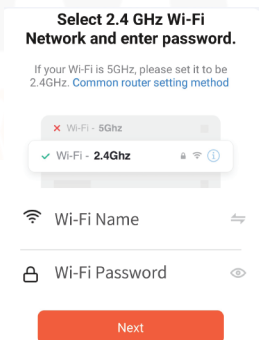 Select 2.4 GHz Wi-Fi
Network and enter password.
If your Wi-Fi is 5GHz, please set it to be
2.4GHz. Common router setting method
Wi-Fi - 5Ghz
Wi-Fi - 2.4Ghz
Wi-Fi Name
Wi-Fi Password
Next